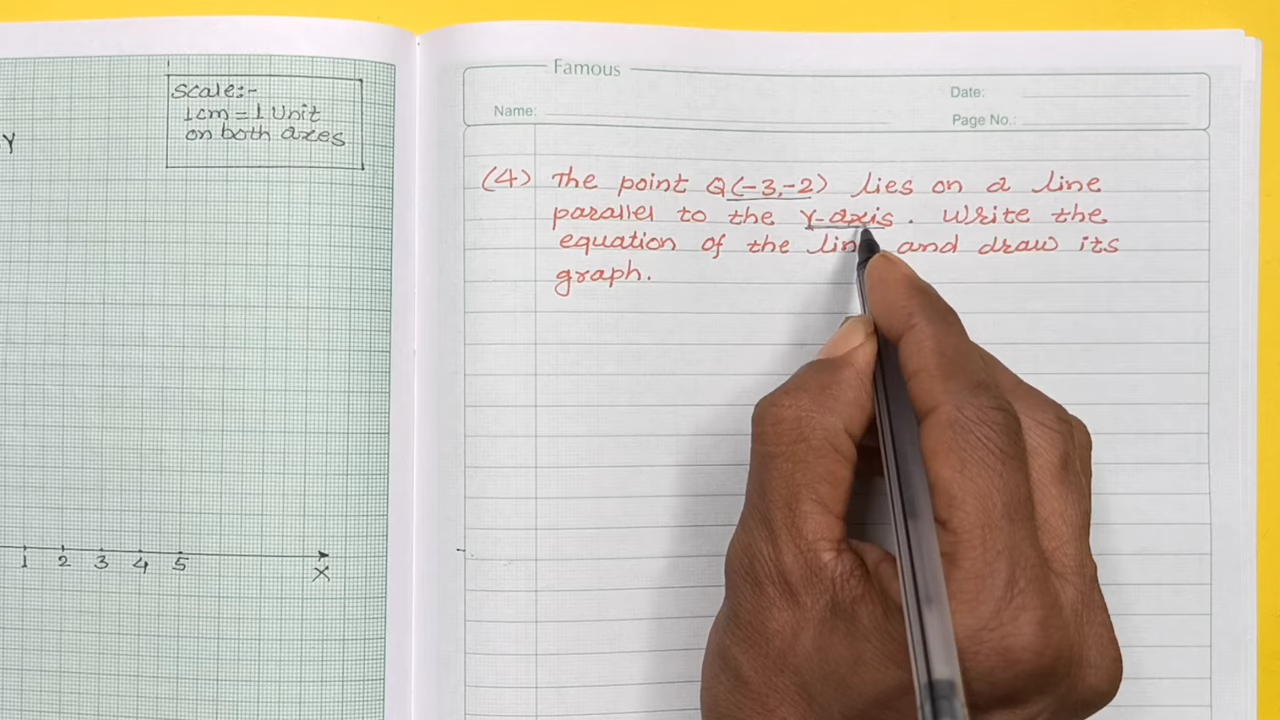 Scale:-
1cm = 1 Unit
on both axes
Y
1 2 3 4 5
X
Famous
Name:
Date:
Page No.:
(4) The point Q(-3,-2) lies on a line
parallel to the Y-axis. Write the
equation of the line and draw its
graph.